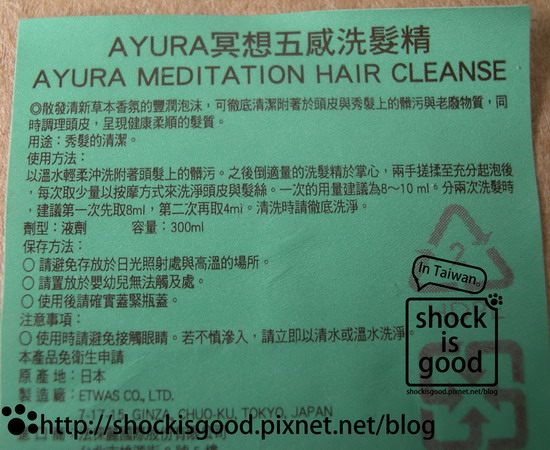 AYURA冥想五感洗髮精
AYURA MEDITATION HAIR CLEANSE
◎散發清新草本香氛的豐潤泡沫，可徹底清潔附著於頭皮與秀髮上的髒污與老廢物質，同
時調理頭皮，呈現健康柔順的髮質。
用途：秀髮的清潔。
使用方法：
以溫水輕柔沖洗附著頭髮上的髒污。之後倒適量的洗髮精於掌心，兩手搓揉至充分起泡後
，每次取少量以按摩方式來洗淨頭皮與髮絲。一次的用量建議為8～10 ml。分兩次洗髮時
，建議第一次先取8ml，第二次再取4ml。清洗時請徹底洗淨。
劑型：液劑 容量：300ml
保存方法：
○ 請避免存放於日光照射處與高溫的場所。
○ 請置放於嬰幼兒無法觸及處。
○ 使用後請確實蓋緊瓶蓋。
注意事項：
○ 使用時請避免接觸眼睛。若不慎滲入，請立即以清水或溫水洗淨。
本產品免衛生申請
原 產 地：日本
製 造 廠：ETWAS CO., LTD.
7-17-15, GINZA, CHUO-KU, TOKYO, JAPAN
2
In Taiwan.
shock
is
good
shockisgood.pixnet.net/blog
http://shockisgood.pixnet.net/blog